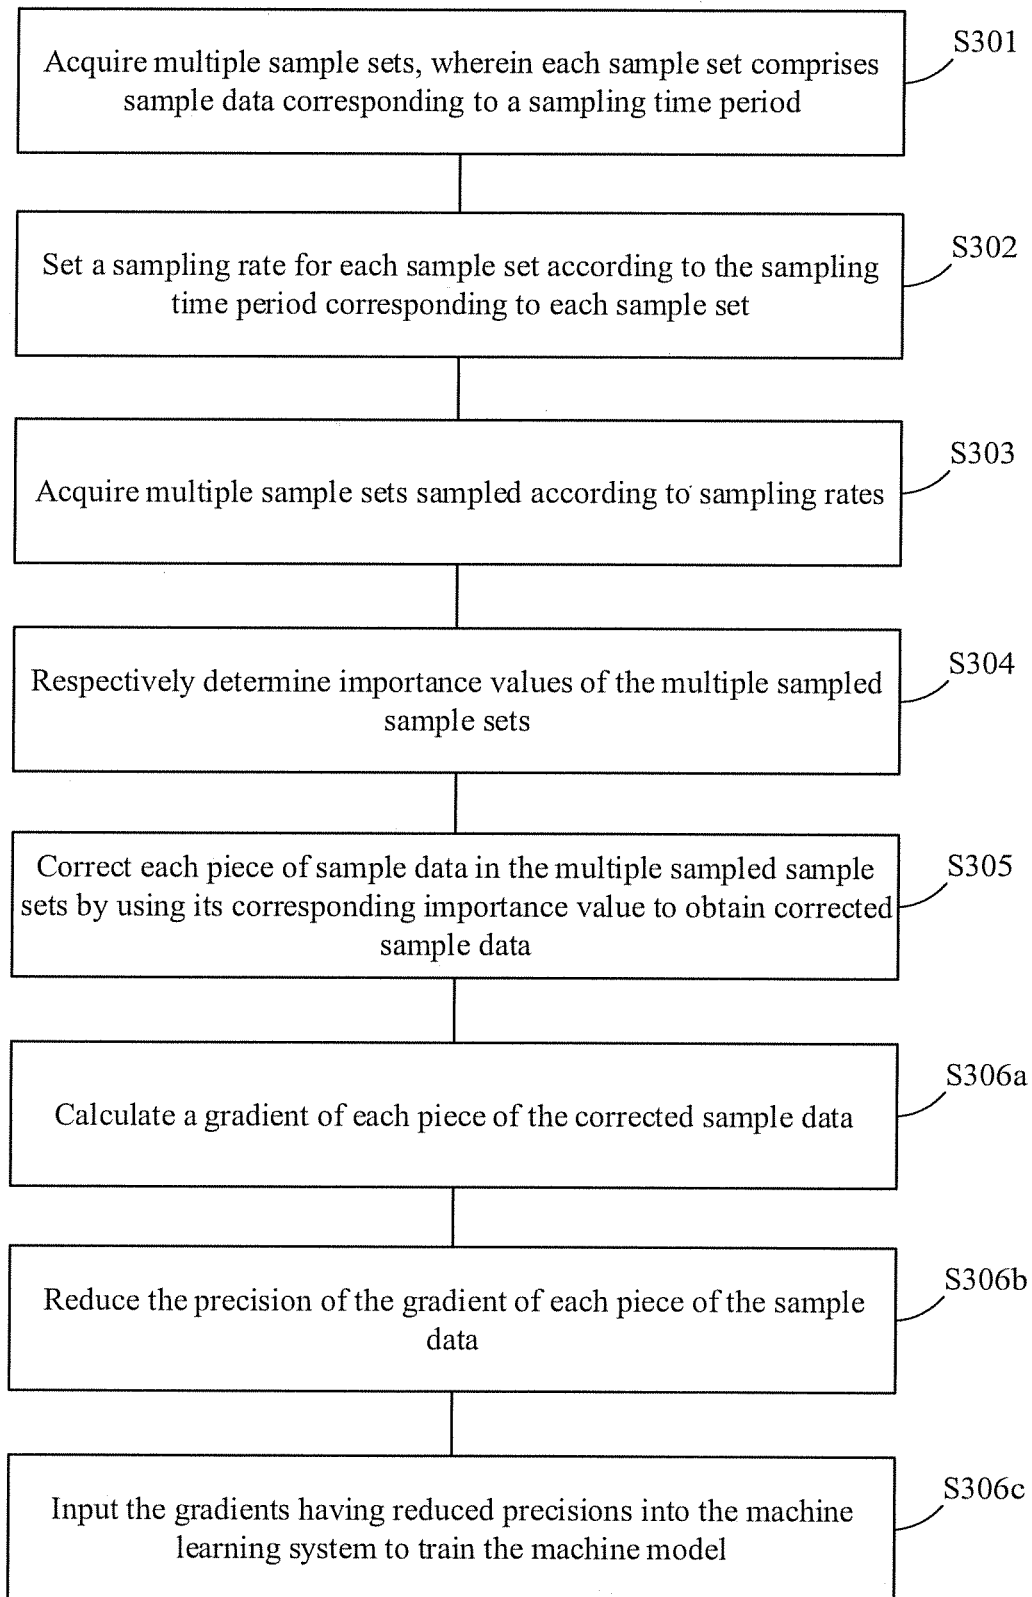 S301
Acquire multiple sample sets, wherein each sample set comprises
sample data corresponding to a sampling time period
S302
Set a sampling rate for each sample set according to the sampling
time period corresponding to each sample set
S303
Acquire multiple sample sets sampled according to sampling rates
S304
Respectively determine importance values of the multiple sampled
sample sets
S305
Correct each piece of sample data in the multiple sampled sample
sets by using its corresponding importance value to obtain corrected
sample data
S306a
Calculate a gradient of each piece of the corrected sample data
S306b
Reduce the precision of the gradient of each piece of the sample
data
S306c
Input the gradients having reduced precisions into the machine
learning system to train the machine model